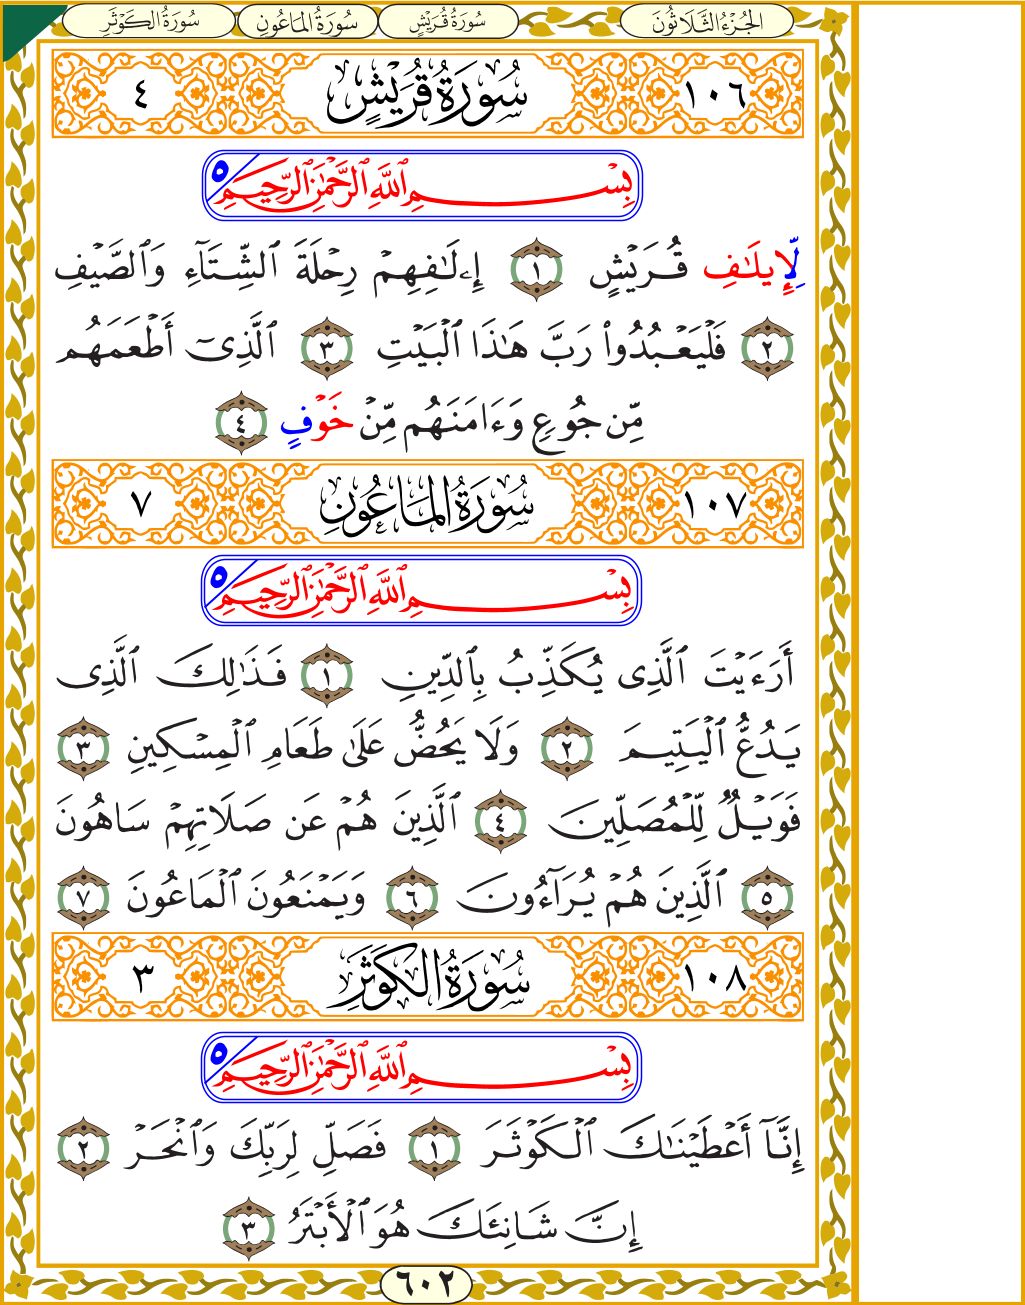 الجُزْءُ الثَّلَاثُونَ سُورَةُ قُرَيْشٍ سُورَةُ المَاعُونِ سُورَةُ الكَوْثَرِ
١٠٦ سُورَةُ قُرَيْشٍ ٤
بِسْمِ ٱللَّهِ ٱلرَّحْمَٰنِ ٱلرَّحِيمِ ٥
لِّإِيلَٰفِ قُرَيْشٍ ١ إِۦلَٰفِهِمْ رِحْلَةَ ٱلشِّتَآءِ وَٱلصَّيْفِ
٢ فَلْيَعْبُدُوا۟ رَبَّ هَٰذَا ٱلْبَيْتِ ٣ ٱلَّذِىٓ أَطْعَمَهُم
مِّن جُوعٍ وَءَامَنَهُم مِّنْ خَوْفٍۭ ٤
١٠٧ سُورَةُ المَاعُونِ ٧
بِسْمِ ٱللَّهِ ٱلرَّحْمَٰنِ ٱلرَّحِيمِ ٥
أَرَءَيْتَ ٱلَّذِى يُكَذِّبُ بِٱلدِّينِ ١ فَذَٰلِكَ ٱلَّذِى
يَدُعُّ ٱلْيَتِيمَ ٢ وَلَا يَحُضُّ عَلَىٰ طَعَامِ ٱلْمِسْكِينِ ٣
فَوَيْلٌ لِّلْمُصَلِّينَ ٤ ٱلَّذِينَ هُمْ عَن صَلَاتِهِمْ سَاهُونَ
٥ ٱلَّذِينَ هُمْ يُرَآءُونَ ٦ وَيَمْنَعُونَ ٱلْمَاعُونَ ٧
١٠٨ سُورَةُ الكَوْثَرِ ٣
بِسْمِ ٱللَّهِ ٱلرَّحْمَٰنِ ٱلرَّحِيمِ ٥
إِنَّآ أَعْطَيْنَٰكَ ٱلْكَوْثَرَ ١ فَصَلِّ لِرَبِّكَ وَٱنْحَرْ ٢
إِنَّ شَانِئَكَ هُوَ ٱلْأَبْتَرُ ٣
٦٠٢